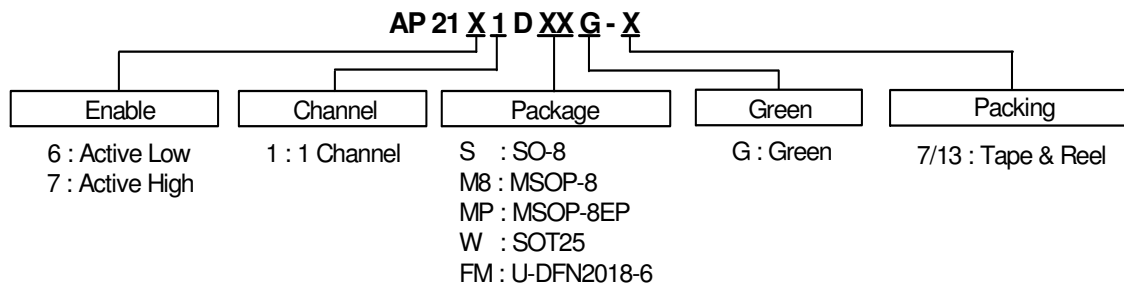 AP 21 X 1 D XX G - X
Enable
Channel
Package
Green
Packing
6 : Active Low
7 : Active High
1 : 1 Channel
S : SO-8
M8 : MSOP-8
MP : MSOP-8EP
W : SOT25
FM : U-DFN2018-6
G : Green
7/13 : Tape & Reel